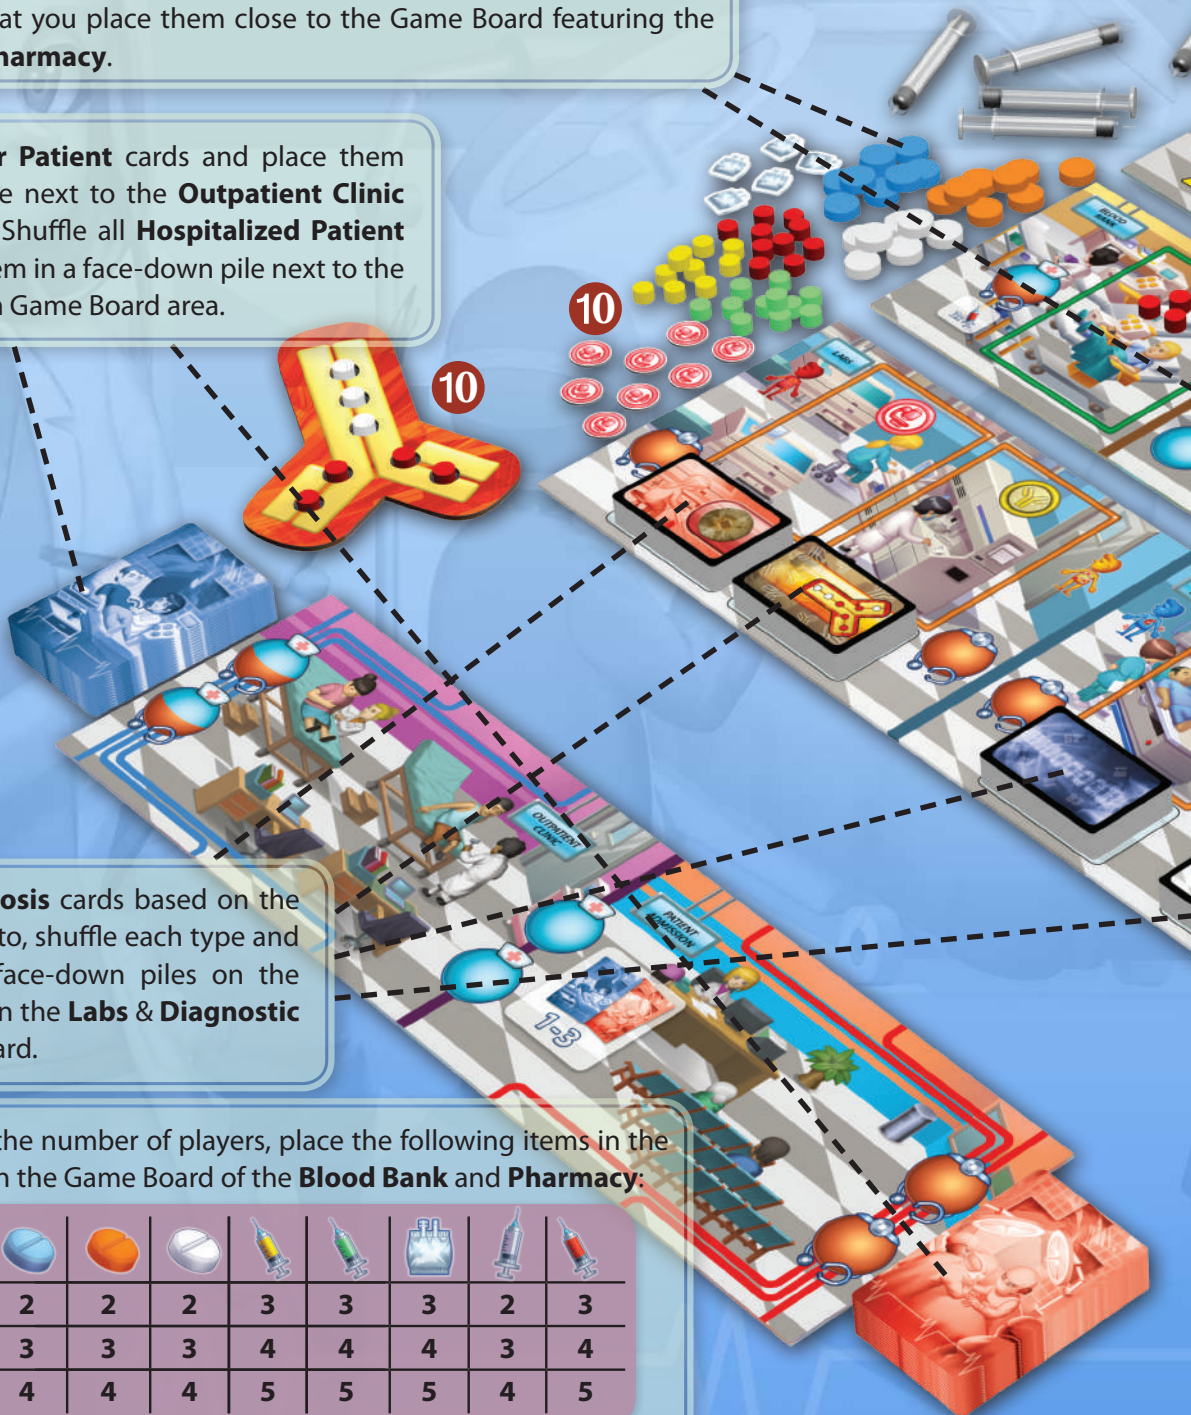 at you place them close to the Game Board featuring the
harmacy.
r Patient cards and place them
e next to the Outpatient Clinic
Shuffle all Hospitalized Patient
em in a face-down pile next to the
n Game Board area.
10
10
BLOOD
BANK
LABS
OUTPATIENT
CLINIC
PATIENT
ADMISSION
1-3
osis cards based on the
to, shuffle each type and
face-down piles on the
n the Labs & Diagnostic
ard.
the number of players, place the following items in the
n the Game Board of the Blood Bank and Pharmacy:
2 2 2 3 3 3 2 3
3 3 3 4 4 4 3 4
4 4 4 5 5 5 4 5